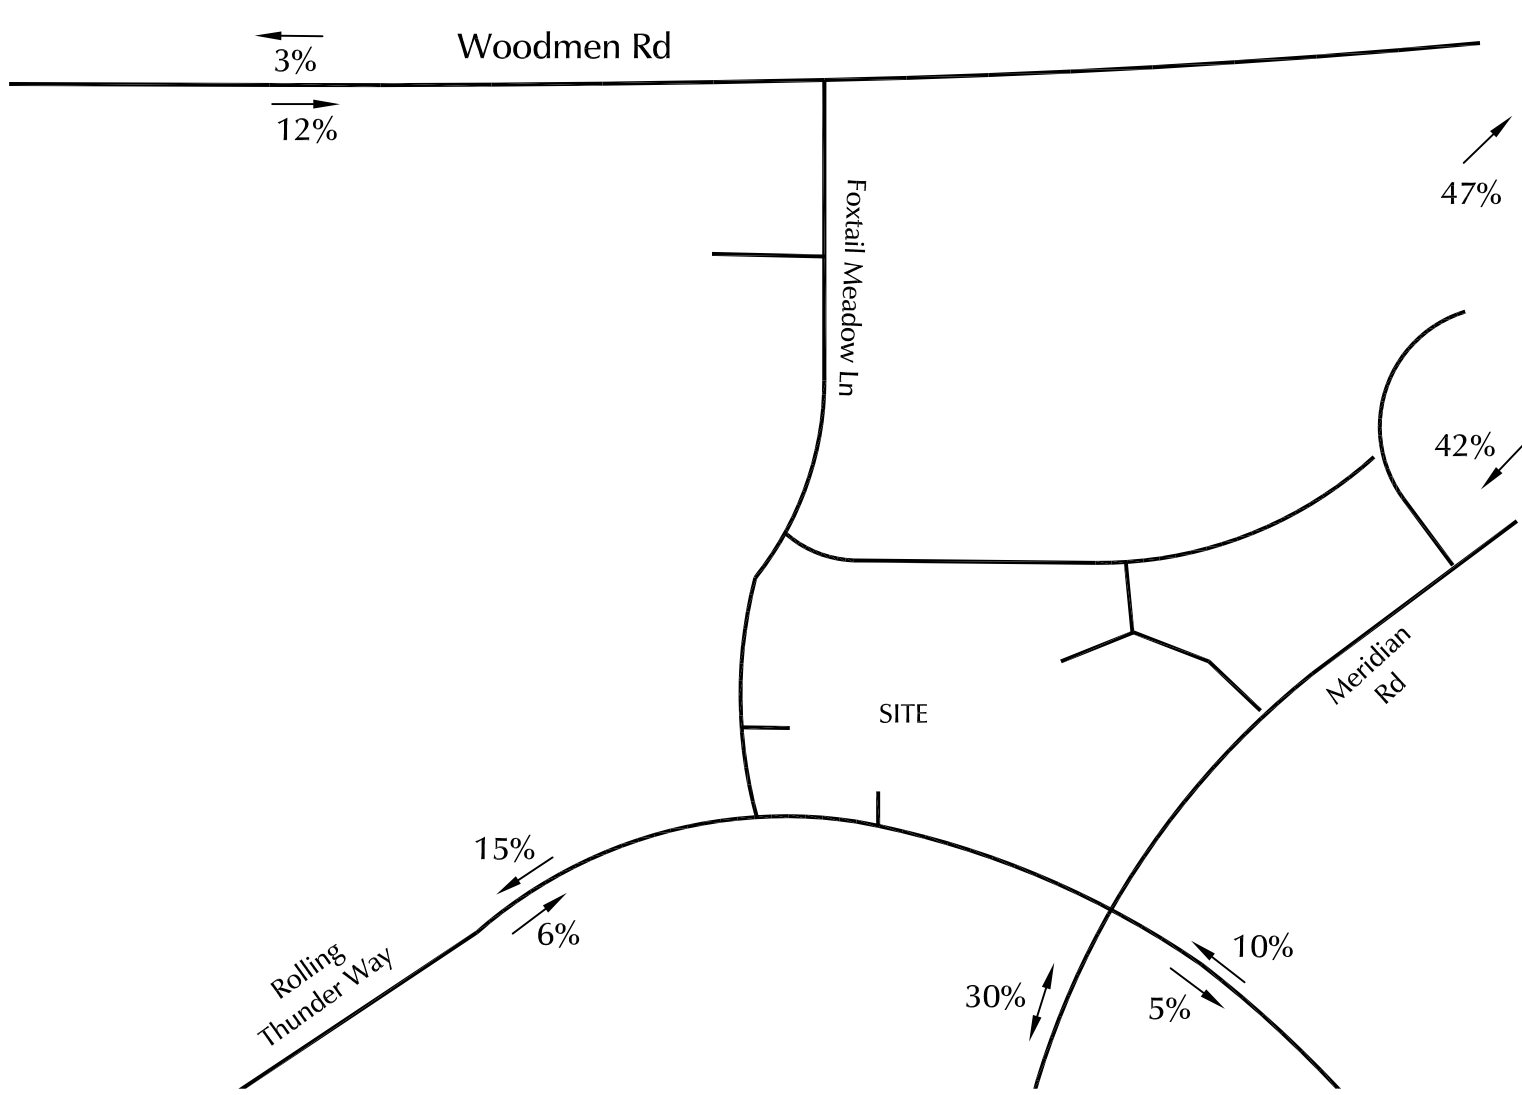 Woodmen Rd
3%
12%
47%
Foxtail Meadow Ln
42%
Meridian
Rd
SITE
15%
6%
Rolling
Thunder Way
10%
30%
5%